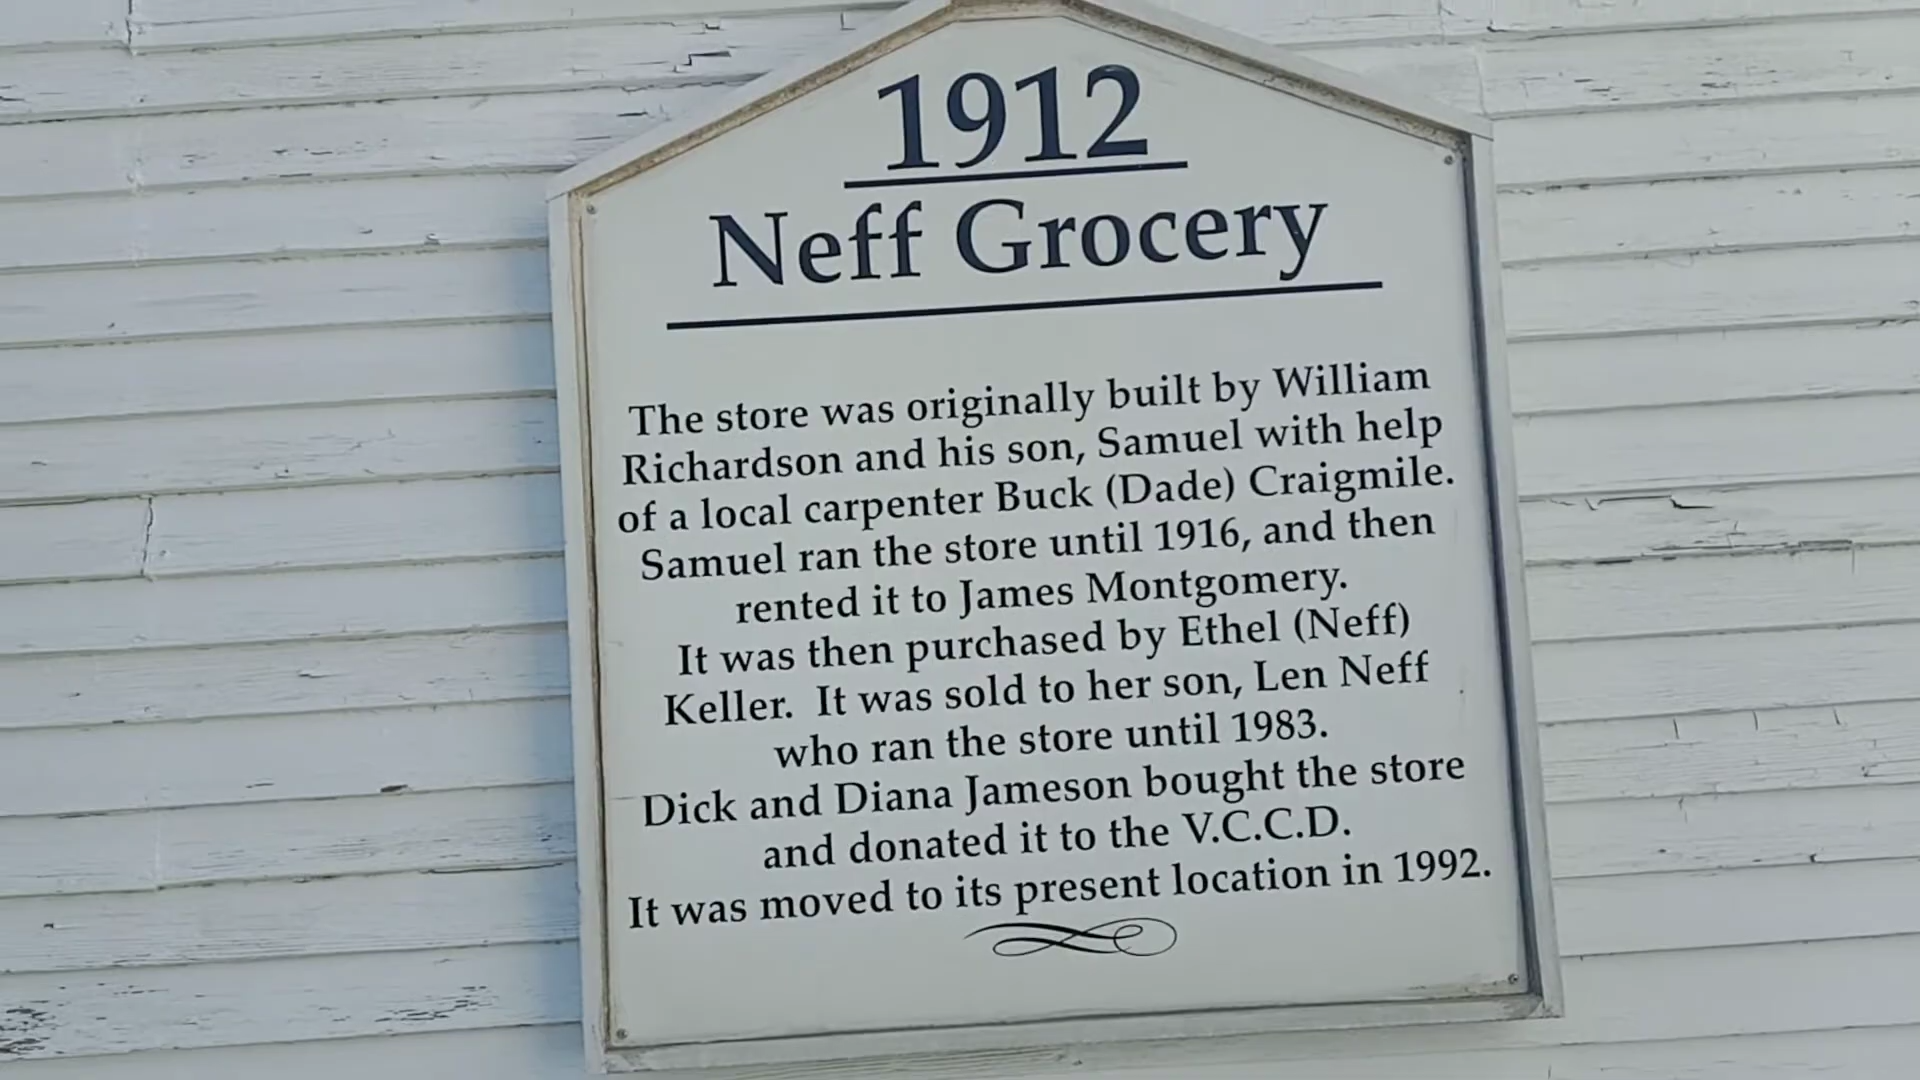 1912
Neff Grocery
The store was originally built by William
Richardson and his son, Samuel with help
of a local carpenter Buck (Dade) Craigmile.
Samuel ran the store until 1916, and then
rented it to James Montgomery.
It was then purchased by Ethel (Neff)
Keller. It was sold to her son, Len Neff
who ran the store until 1983.
Dick and Diana Jameson bought the store
and donated it to the V.C.C.D.
It was moved to its present location in 1992.